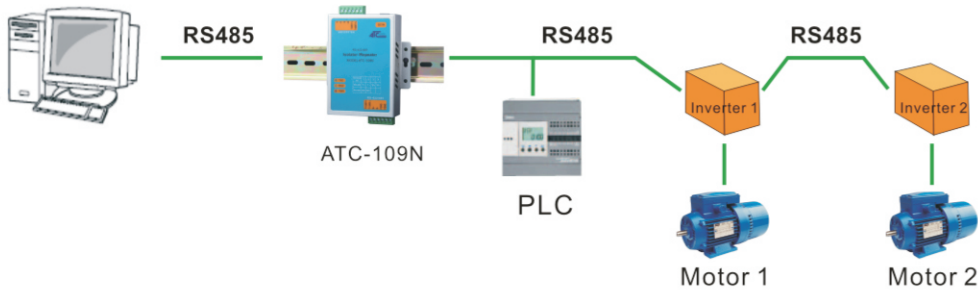 RS485
RS485
RS485
ATC-109N
PLC
Inverter 1
Inverter 2
Motor 1
Motor 2